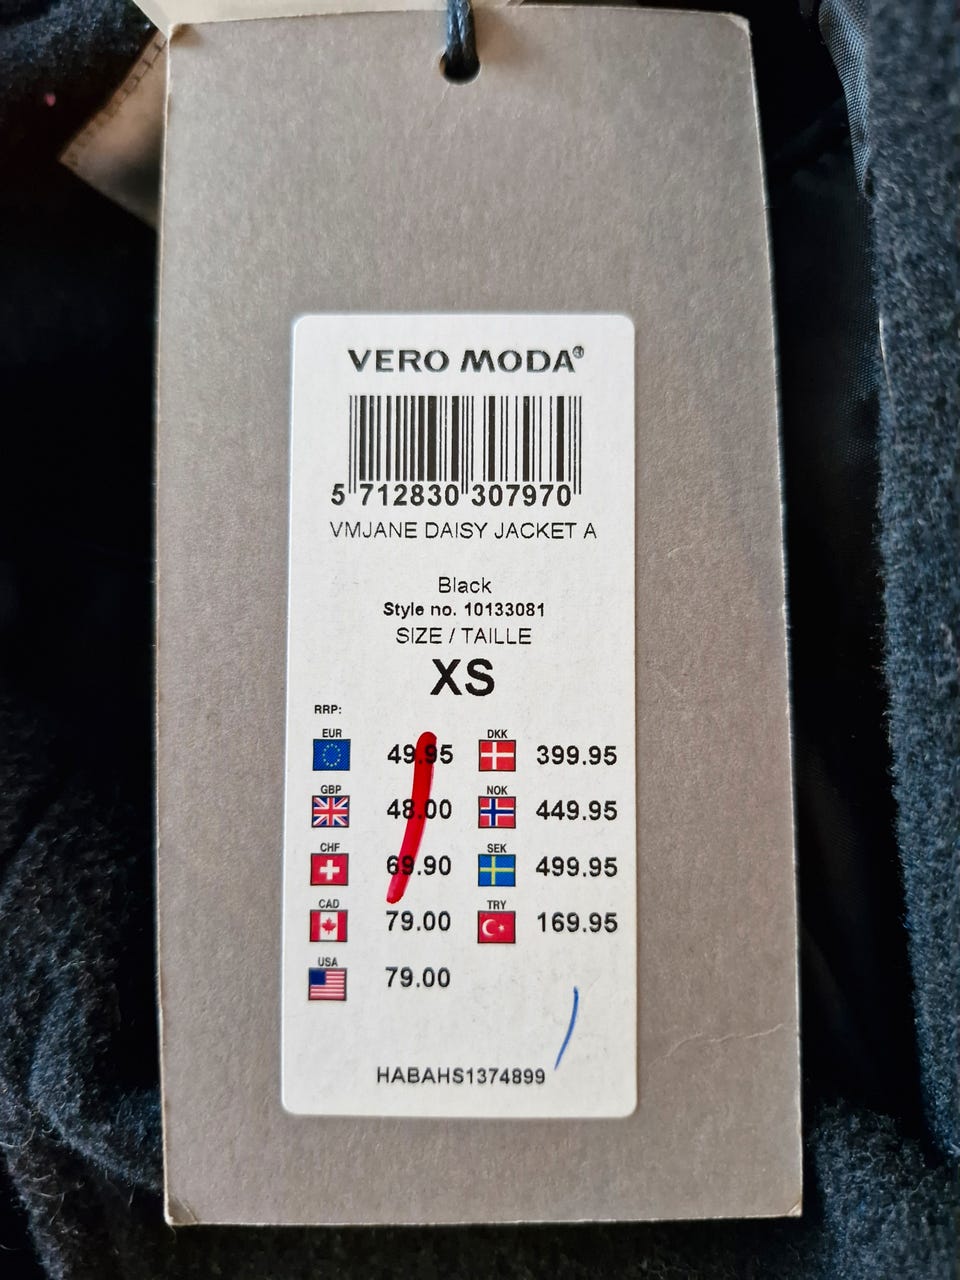 VERO MODA®
5 712830 307970
VMJANE DAISY JACKET A
Black
Style no. 10133081
SIZE / TAILLE
XS
RRP:
EUR 49.95 DKK 399.95
GBP 48.00 NOK 449.95
CHF 69.90 SEK 499.95
CAD 79.00 TRY 169.95
USA 79.00
HABAHS1374899